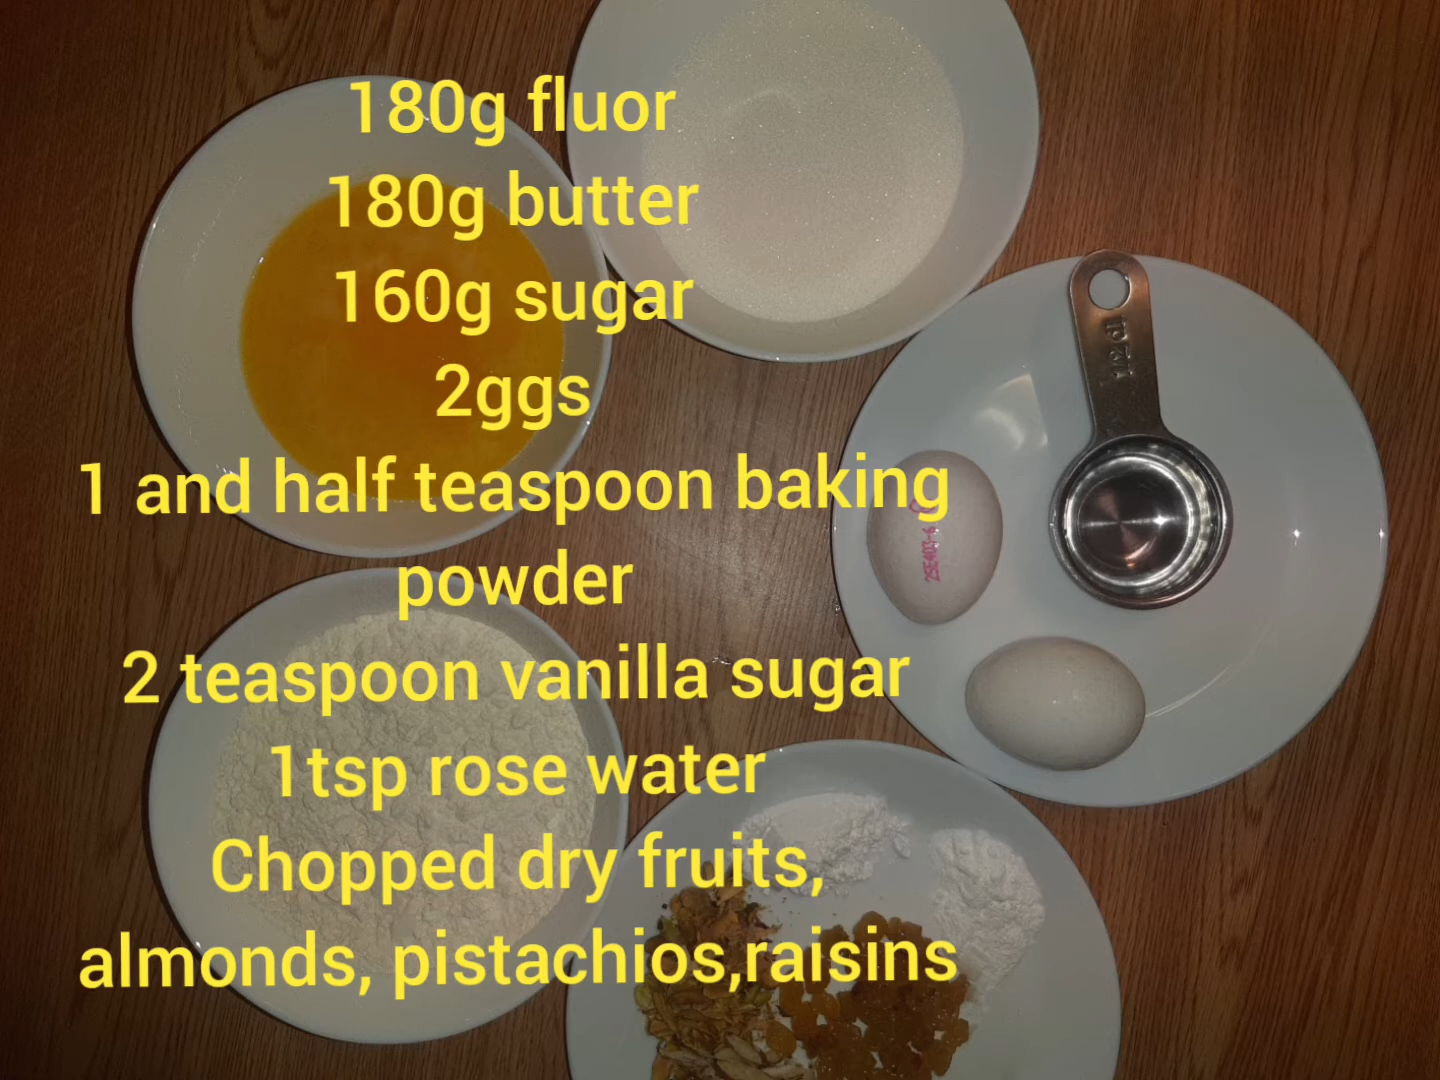 180g fluor
180g butter
160g sugar
2ggs
1 and half teaspoon baking
powder
2 teaspoon vanilla sugar
1tsp rose water
Chopped dry fruits,
almonds, pistachios,raisins